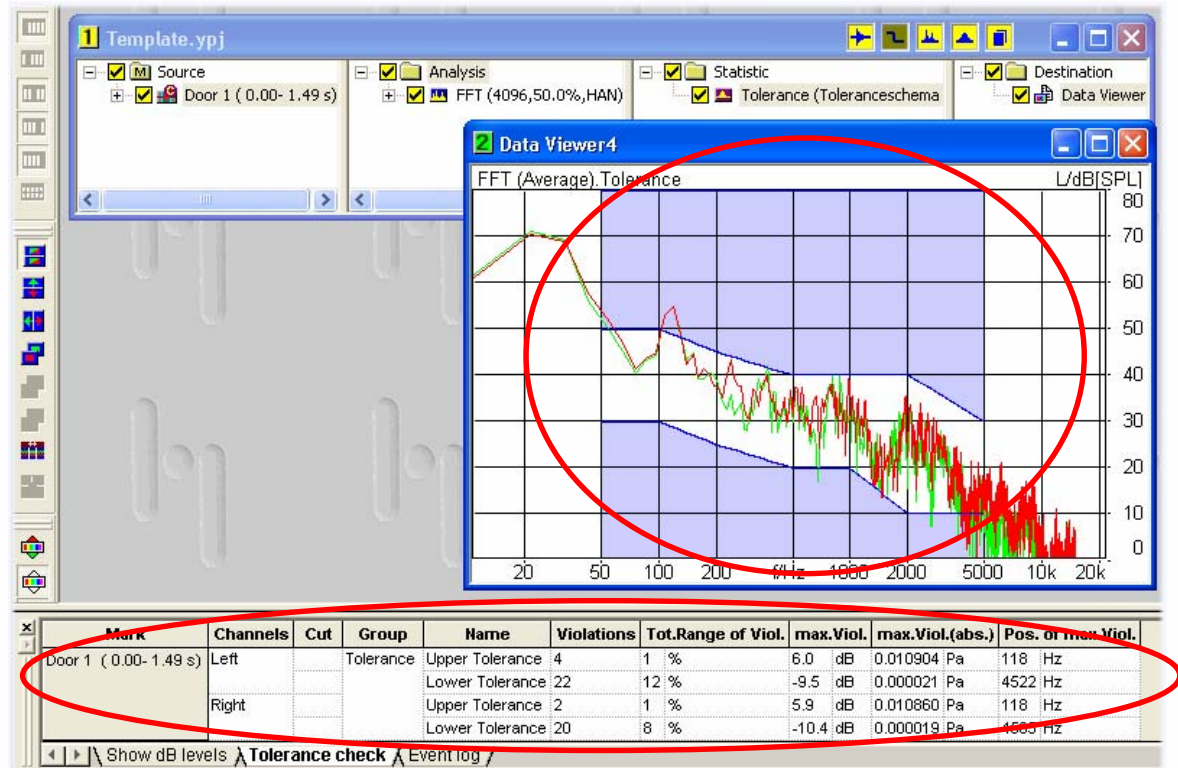 1 Template.ypj
M Source
Analysis
Statistic
Destination
Door 1 ( 0.00- 1.49 s)
FFT (4096,50.0%,HAN)
Tolerance (Toleranceschema
Data Viewer
2 Data Viewer4
FFT (Average).Tolerance L/dB[SPL]
80
70
60
50
40
30
20
10
0
20 50 100 200 f/Hz 1000 2000 5000 10k 20k
Mark Channels Cut Group Name Violations Tot.Range of Viol. max.Viol. max.Viol.(abs.) Pos. of max.Viol.
Door 1 ( 0.00- 1.49 s) Left Tolerance Upper Tolerance 4 1 % 6.0 dB 0.010904 Pa 118 Hz
Lower Tolerance 22 12 % -9.5 dB 0.000021 Pa 4522 Hz
Right Upper Tolerance 2 1 % 5.9 dB 0.010860 Pa 118 Hz
Lower Tolerance 20 8 % -10.4 dB 0.000019 Pa Hz
Show dB levels Tolerance check Event log